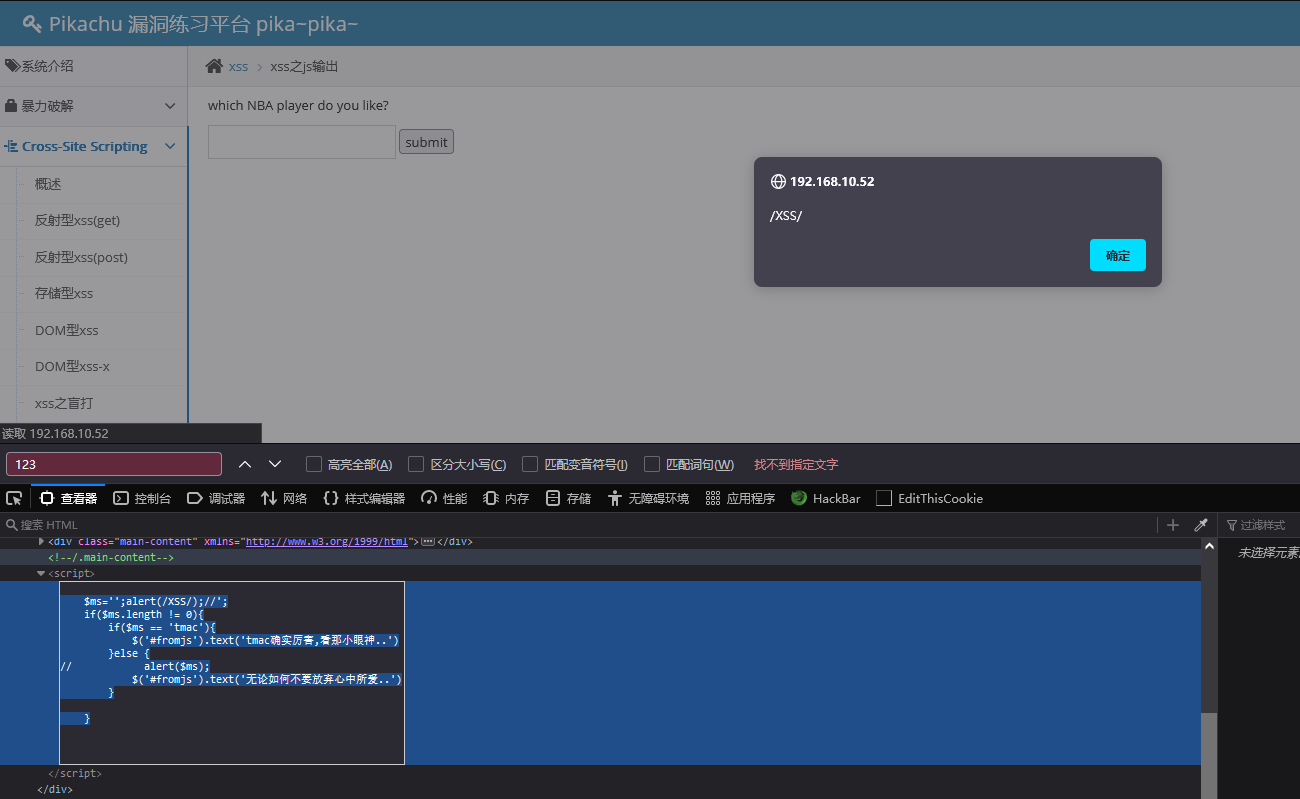 Pikachu 漏洞练习平台 pika~pika~
系统介绍
暴力破解
Cross-Site Scripting
概述
反射型xss(get)
反射型xss(post)
存储型xss
DOM型xss
DOM型xss-x
xss之盲打
xss › xss之js输出
which NBA player do you like?
submit
192.168.10.52
/XSS/
确定
读取 192.168.10.52
123 高亮全部(A) 区分大小写(C) 匹配变音符号(I) 匹配词句(W) 找不到指定文字
查看器 控制台 调试器 网络 样式编辑器 性能 内存 存储 无障碍环境 应用程序 HackBar EditThisCookie
搜索 HTML 过滤样式
<div class="main-content" xmlns="http://www.w3.org/1999/html">…</div>
未选择元素
<!--/.main-content-->
<script>
$ms='';alert(/XSS/);//';
if($ms.length != 0){
if($ms == 'tmac'){
$('#fromjs').text('tmac确实厉害,看那小眼神..')
}else {
// alert($ms);
$('#fromjs').text('无论如何不要放弃心中所爱..')
}
}
</script>
</div>